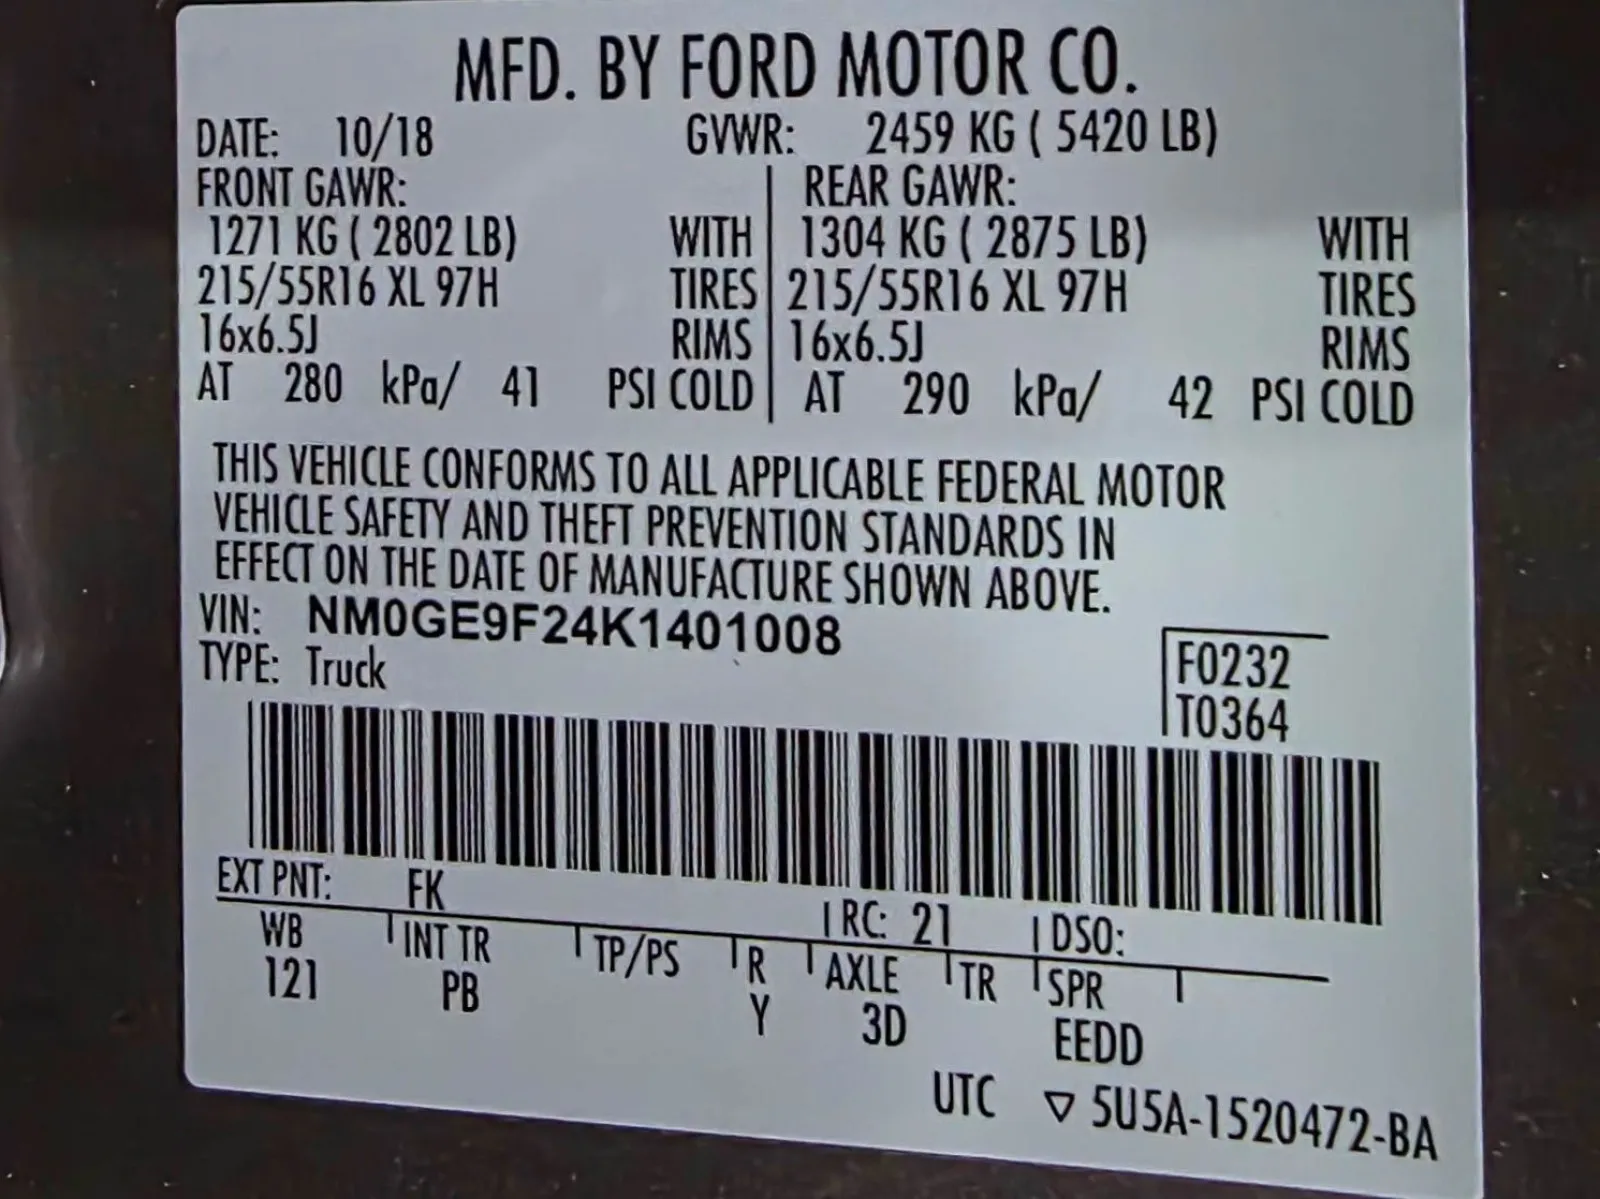 MFD. BY FORD MOTOR CO.
DATE: 10/18 GVWR: 2459 KG ( 5420 LB)
FRONT GAWR: REAR GAWR:
1271 KG ( 2802 LB) WITH 1304 KG ( 2875 LB) WITH
215/55R16 XL 97H TIRES 215/55R16 XL 97H TIRES
16x6.5J RIMS 16x6.5J RIMS
AT 280 kPa/ 41 PSI COLD AT 290 kPa/ 42 PSI COLD
THIS VEHICLE CONFORMS TO ALL APPLICABLE FEDERAL MOTOR
VEHICLE SAFETY AND THEFT PREVENTION STANDARDS IN
EFFECT ON THE DATE OF MANUFACTURE SHOWN ABOVE.
VIN: NM0GE9F24K1401008
TYPE: Truck
F0232
T0364
EXT PNT: FK RC: 21 DSO:
WB INT TR TP/PS R AXLE TR SPR
121 PB Y 3D EEDD
UTC ▽ 5U5A-1520472-BA